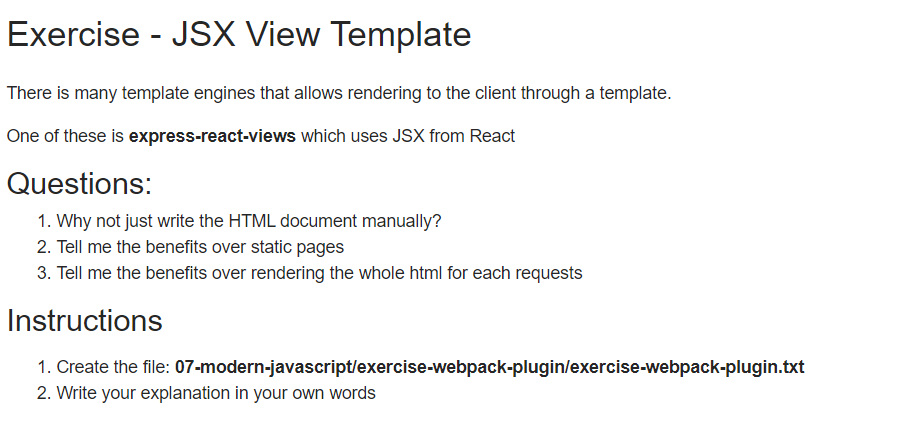 Exercise - JSX View Template
There is many template engines that allows rendering to the client through a template.
One of these is express-react-views which uses JSX from React
Questions:
1. Why not just write the HTML document manually?
2. Tell me the benefits over static pages
3. Tell me the benefits over rendering the whole html for each requests
Instructions
1. Create the file: 07-modern-javascript/exercise-webpack-plugin/exercise-webpack-plugin.txt
2. Write your explanation in your own words